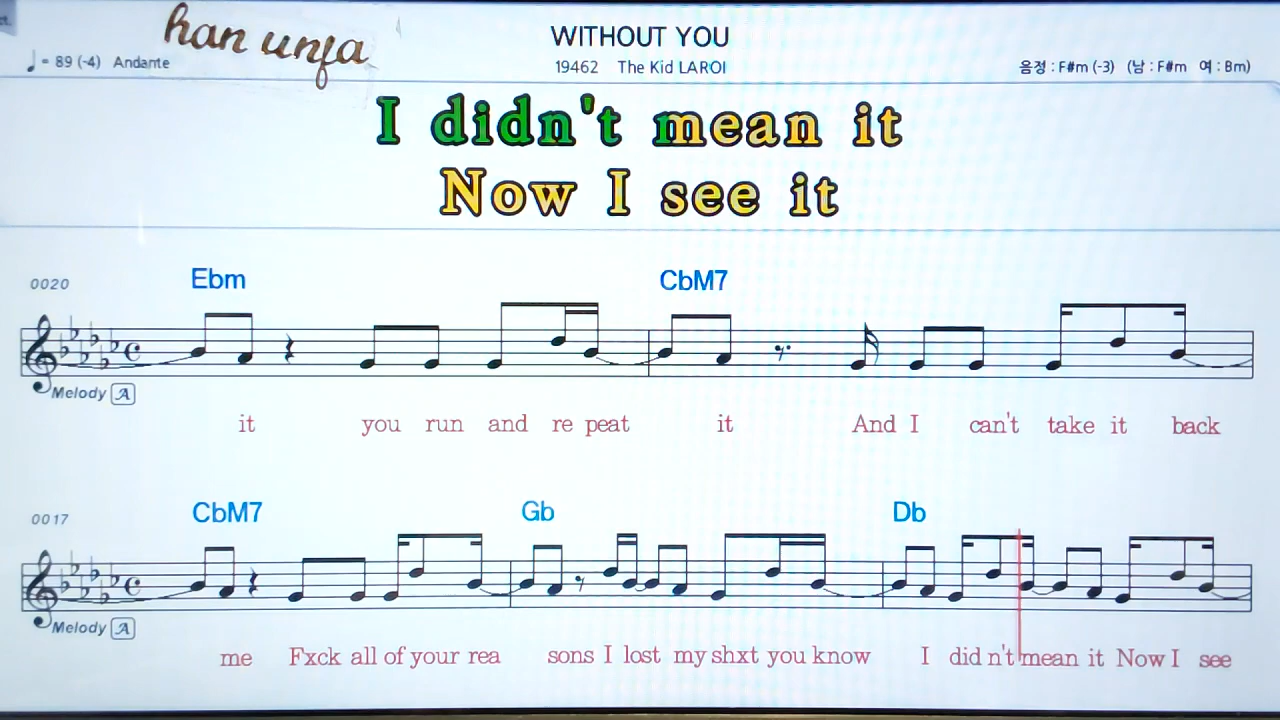 han unfa
WITHOUT YOU
♩ = 89 (-4) Andante
19462 The Kid LAROI
음정 : F#m (-3) (남 : F#m 여 : Bm)
I didn't mean it
Now I see it
0020
Ebm CbM7
Melody A
it you run and re peat it And I can't take it back
0017
CbM7 Gb Db
Melody A
me Fxck all of your rea sons I lost my shxt you know I did n't mean it Now I see